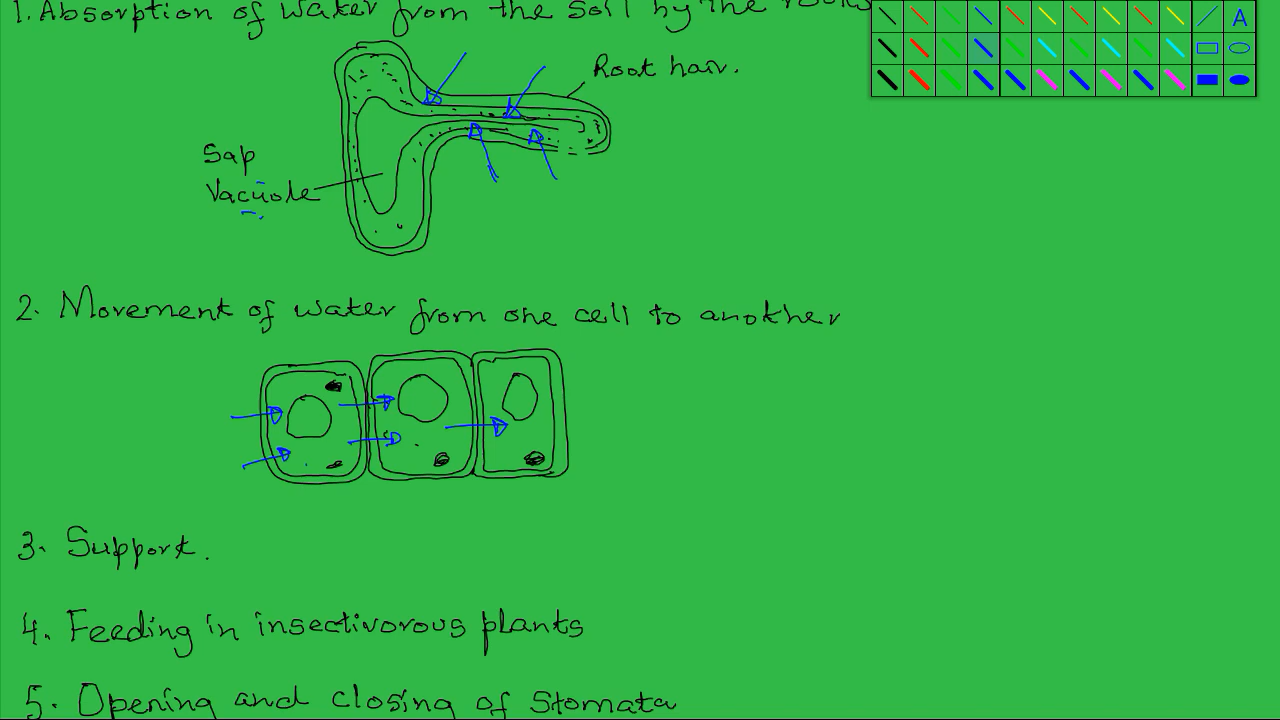 1. Absorption of water from the soil by the roots
Root hair.
Sap
Vacuole
2. Movement of water from one cell to another
3. Support.
4. Feeding in insectivorous plants
5. Opening and closing of Stomata
A